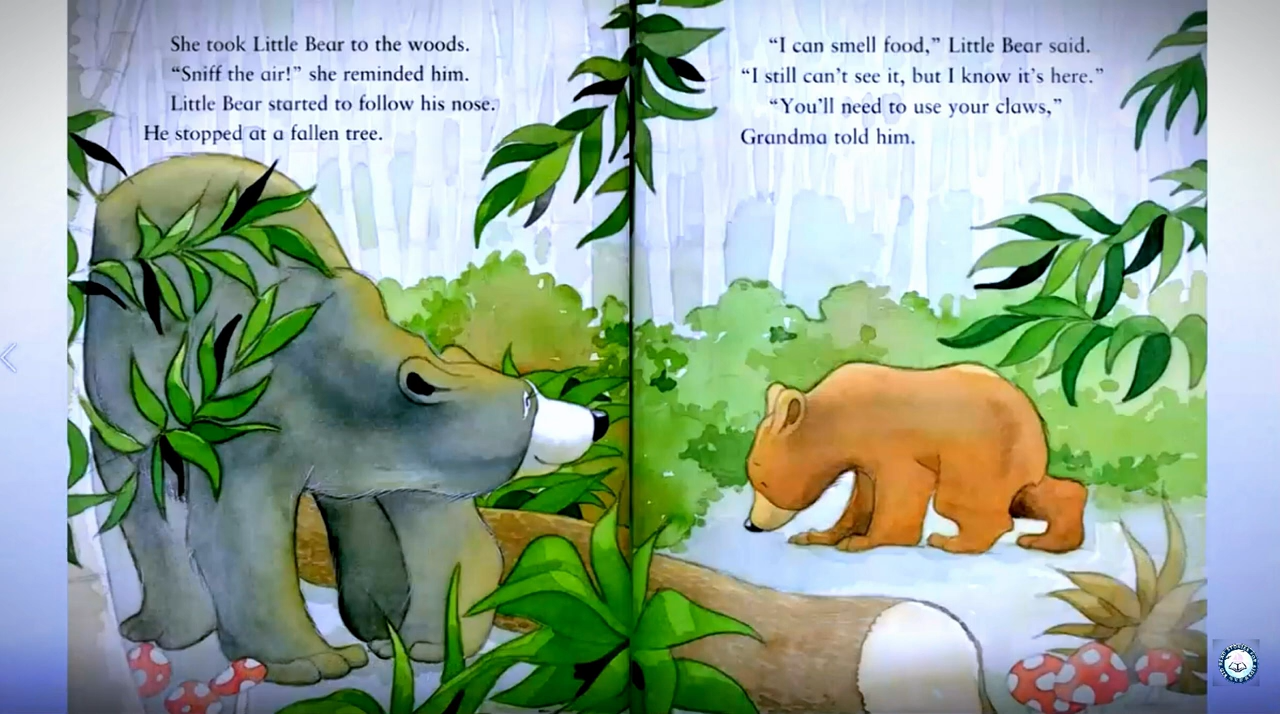 She took Little Bear to the woods.
“Sniff the air!” she reminded him.
Little Bear started to follow his nose.
He stopped at a fallen tree.
“I can smell food,” Little Bear said.
“I still can’t see it, but I know it’s here.”
“You’ll need to use your claws,”
Grandma told him.